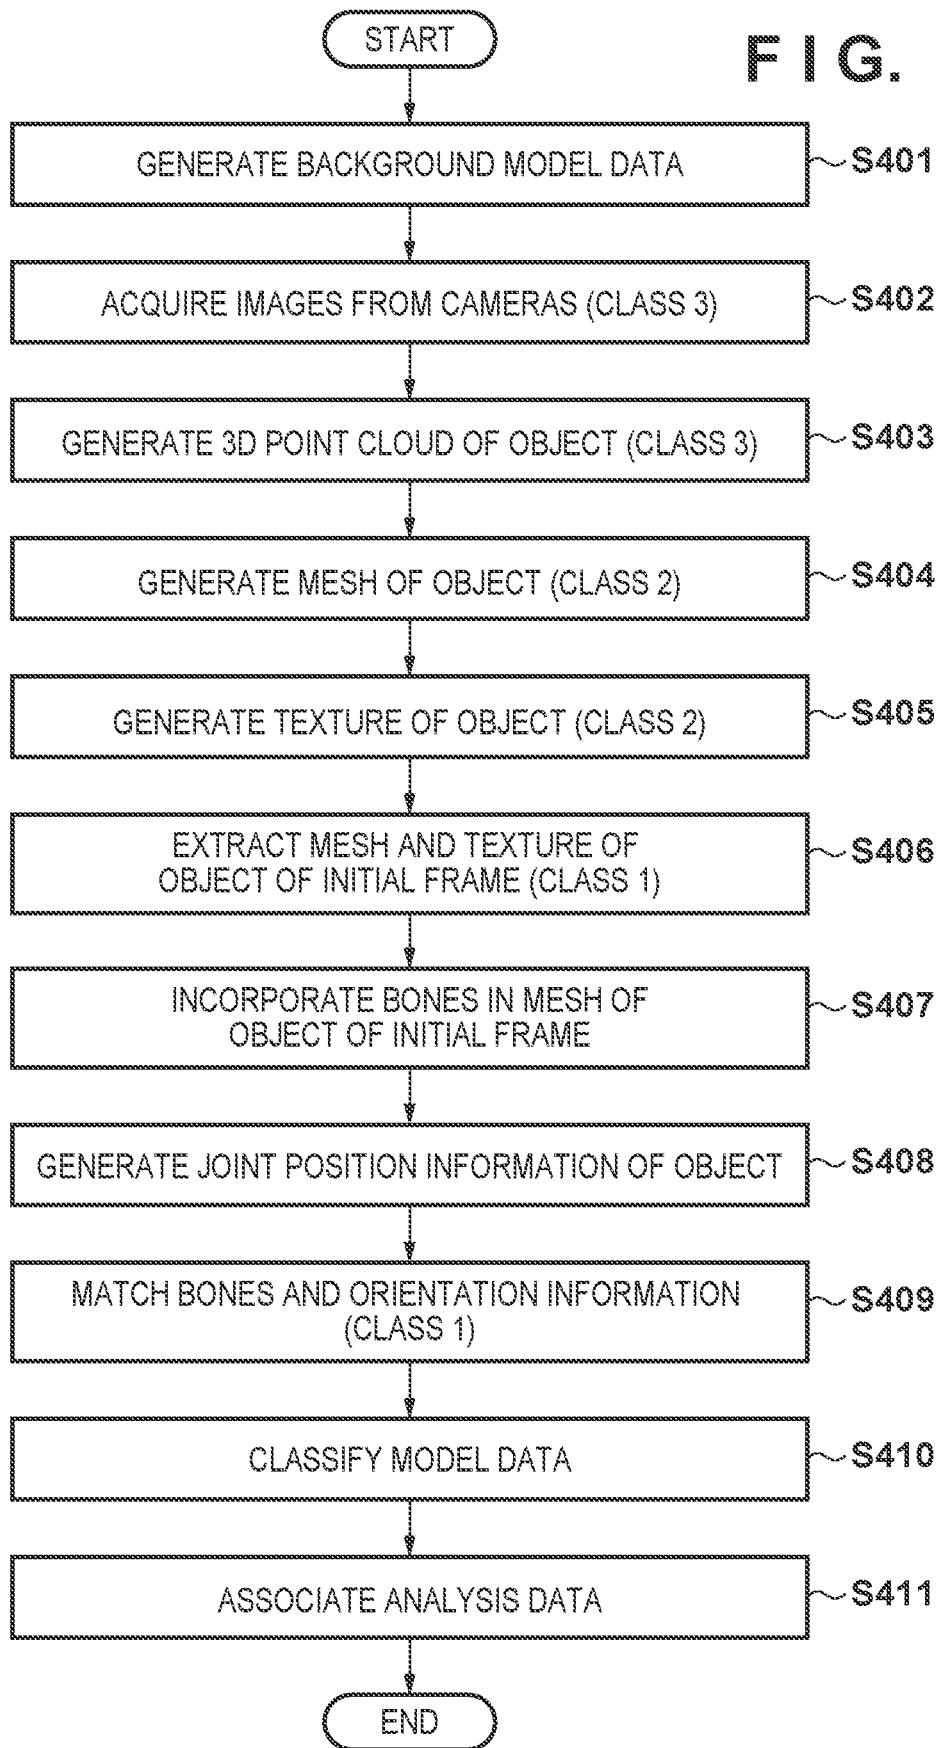 START
F I G.
GENERATE BACKGROUND MODEL DATA
S401
ACQUIRE IMAGES FROM CAMERAS (CLASS 3)
S402
GENERATE 3D POINT CLOUD OF OBJECT (CLASS 3)
S403
GENERATE MESH OF OBJECT (CLASS 2)
S404
GENERATE TEXTURE OF OBJECT (CLASS 2)
S405
EXTRACT MESH AND TEXTURE OF
OBJECT OF INITIAL FRAME (CLASS 1)
S406
INCORPORATE BONES IN MESH OF
OBJECT OF INITIAL FRAME
S407
GENERATE JOINT POSITION INFORMATION OF OBJECT
S408
MATCH BONES AND ORIENTATION INFORMATION
(CLASS 1)
S409
CLASSIFY MODEL DATA
S410
ASSOCIATE ANALYSIS DATA
S411
END